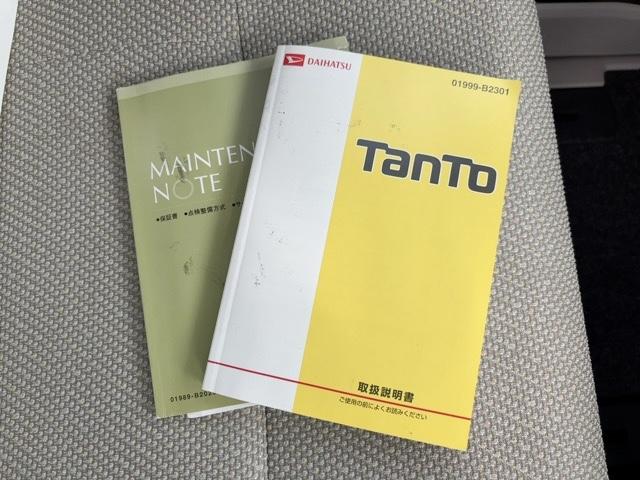 DAIHATSU
01999-B2301
TanTo
取扱説明書
ご使用の前によくお読みください
MAINTEN
NOTE
●保証書 ●点検整備方式
01989-B202